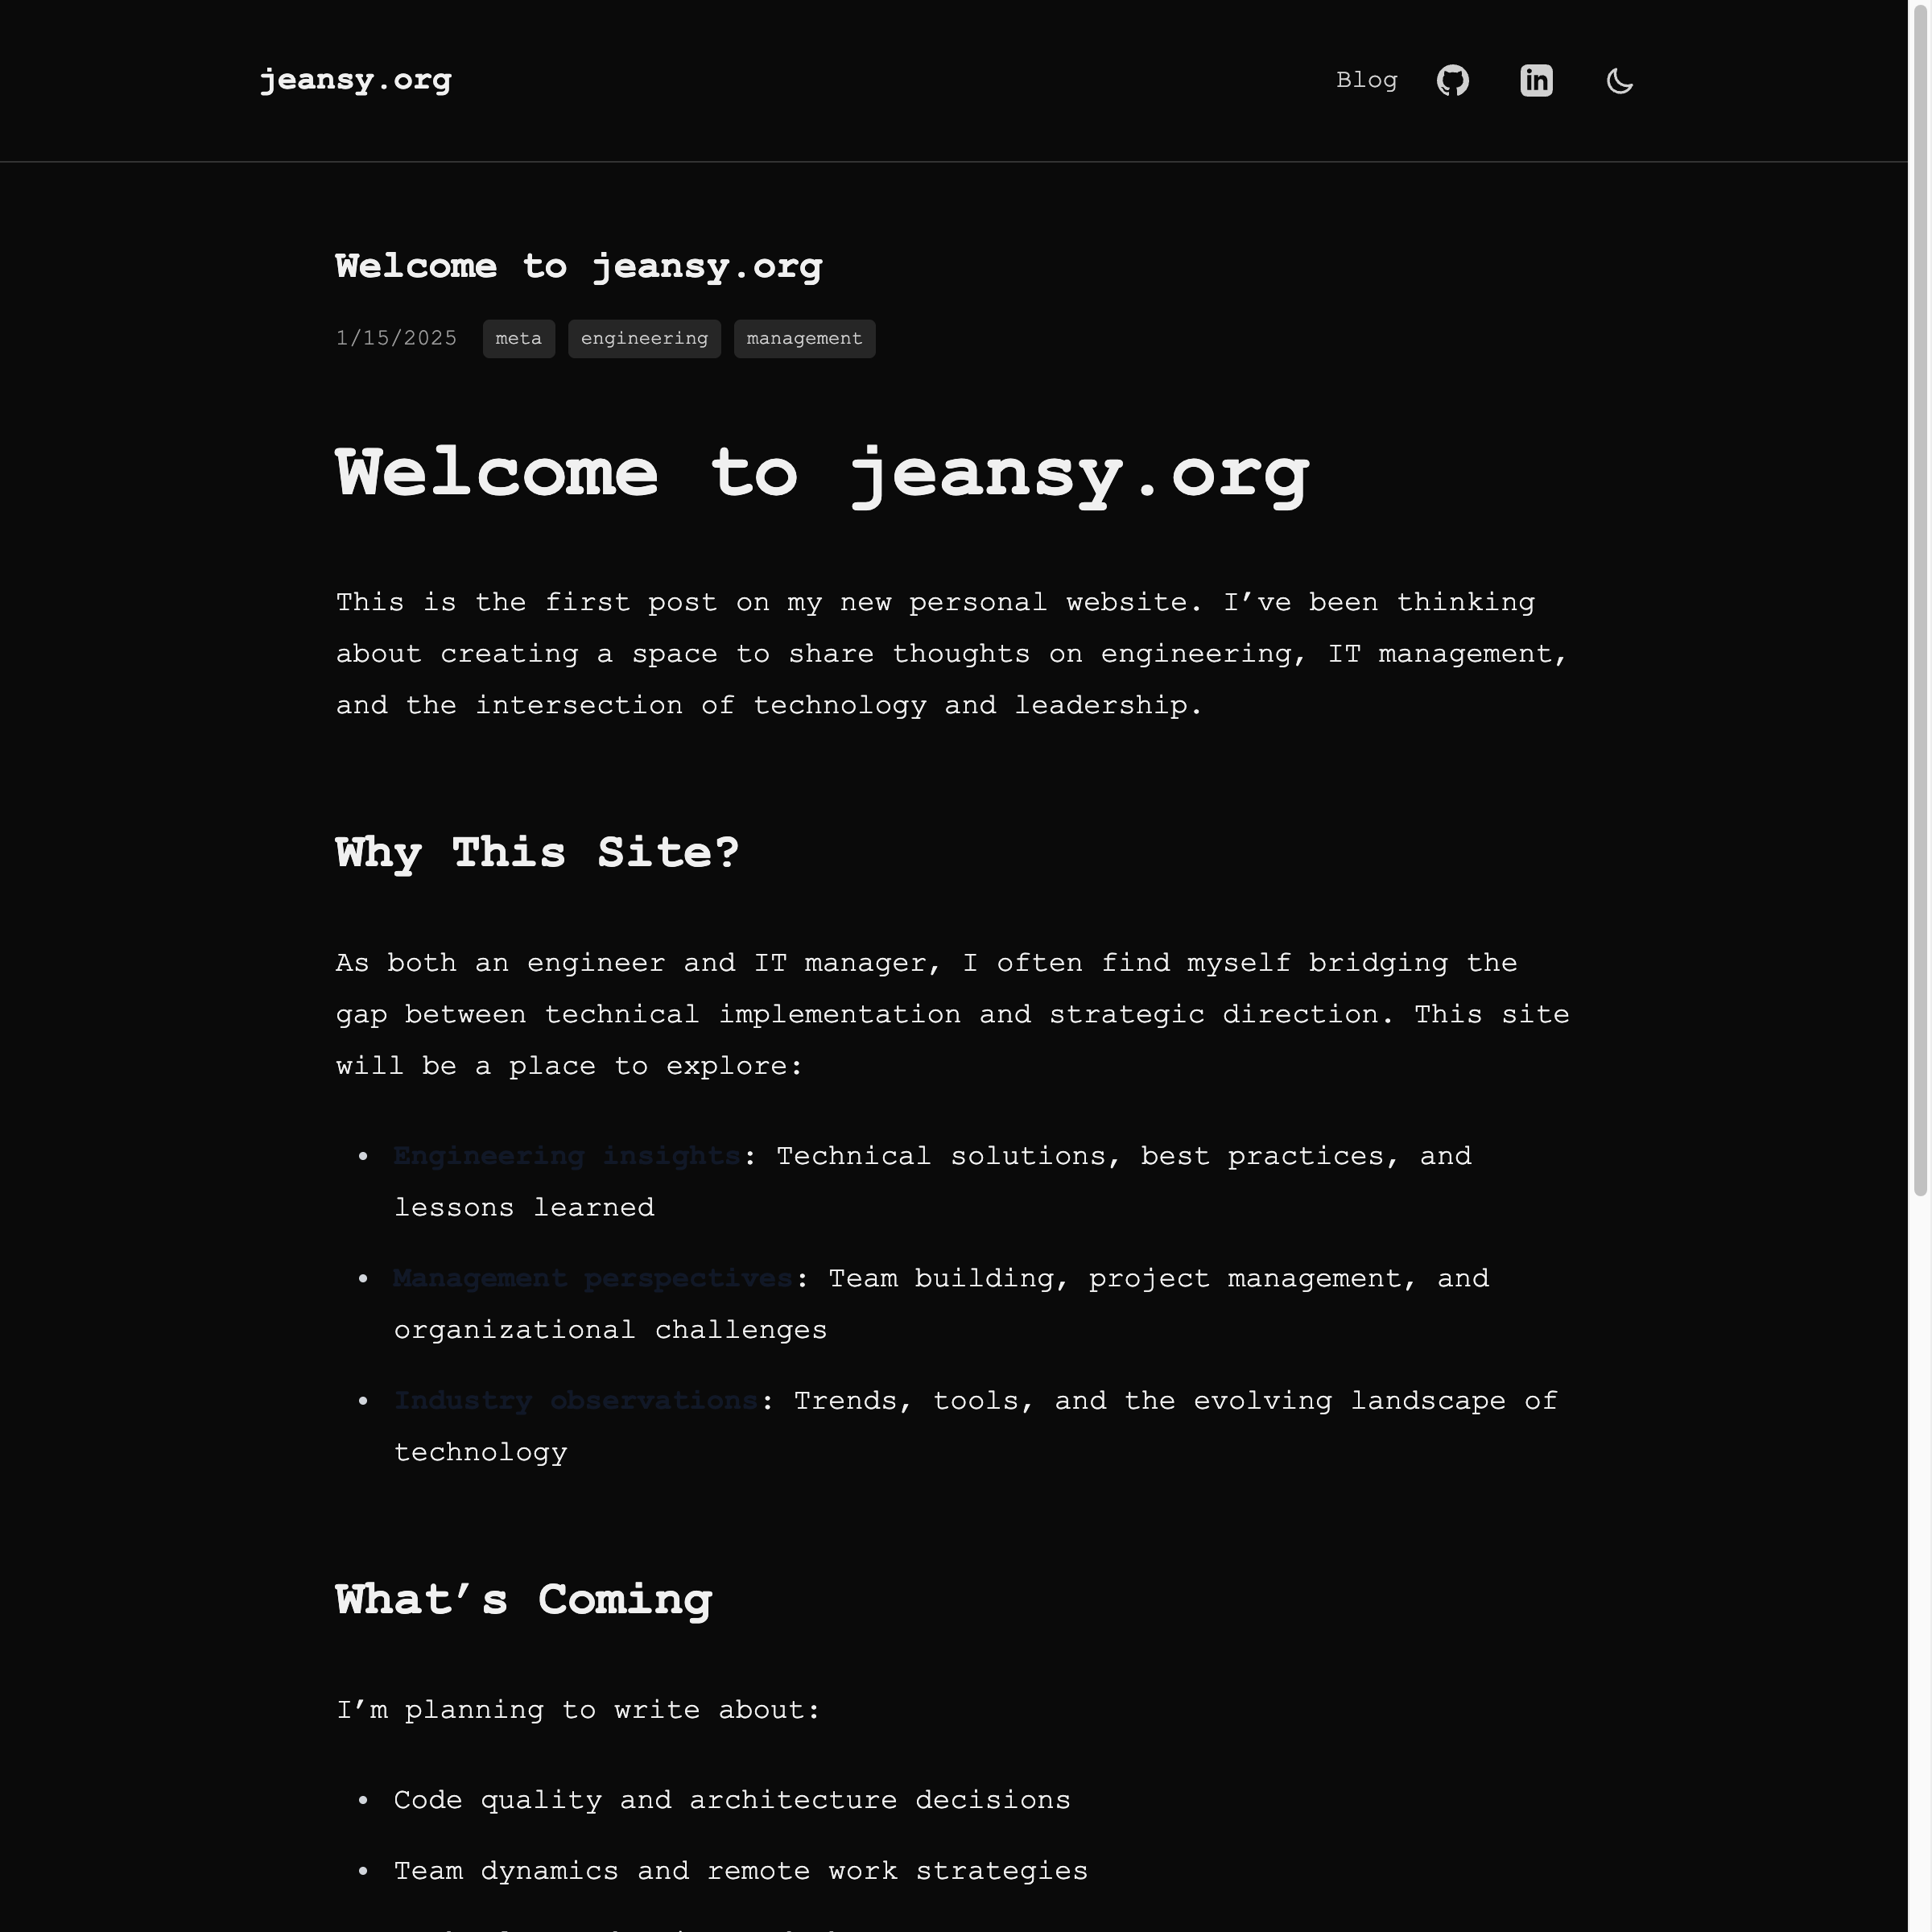 jeansy.org
Blog
Welcome to jeansy.org
1/15/2025 meta engineering management
Welcome to jeansy.org
This is the first post on my new personal website. I’ve been thinking
about creating a space to share thoughts on engineering, IT management,
and the intersection of technology and leadership.
Why This Site?
As both an engineer and IT manager, I often find myself bridging the
gap between technical implementation and strategic direction. This site
will be a place to explore:
• Engineering insights: Technical solutions, best practices, and
lessons learned
• Management perspectives: Team building, project management, and
organizational challenges
• Industry observations: Trends, tools, and the evolving landscape of
technology
What’s Coming
I’m planning to write about:
• Code quality and architecture decisions
• Team dynamics and remote work strategies